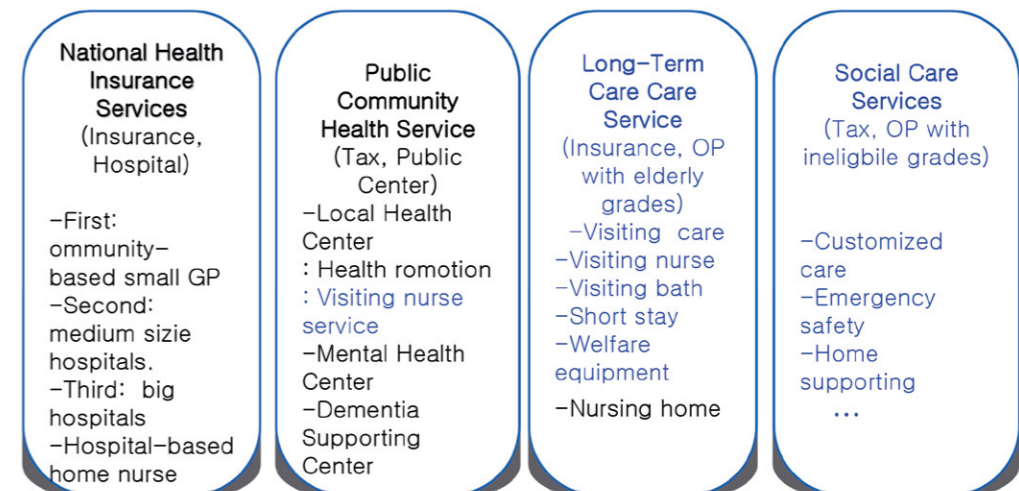 National Health
Insurance
Services
(Insurance,
Hospital)
-First:
ommunity-
based small GP
-Second:
medium sizie
hospitals.
-Third: big
hospitals
-Hospital-based
home nurse
Public
Community
Health Service
(Tax, Public
Center)
-Local Health
Center
: Health romotion
: Visiting nurse
service
-Mental Health
Center
-Dementia
Supporting
Center
Long-Term
Care Care
Service
(Insurance, OP
with elderly
grades)
-Visiting care
-Visiting nurse
-Visiting bath
-Short stay
-Welfare
equipment
-Nursing home
Social Care
Services
(Tax, OP with
ineligbile grades)
-Customized
care
-Emergency
safety
-Home
supporting
...